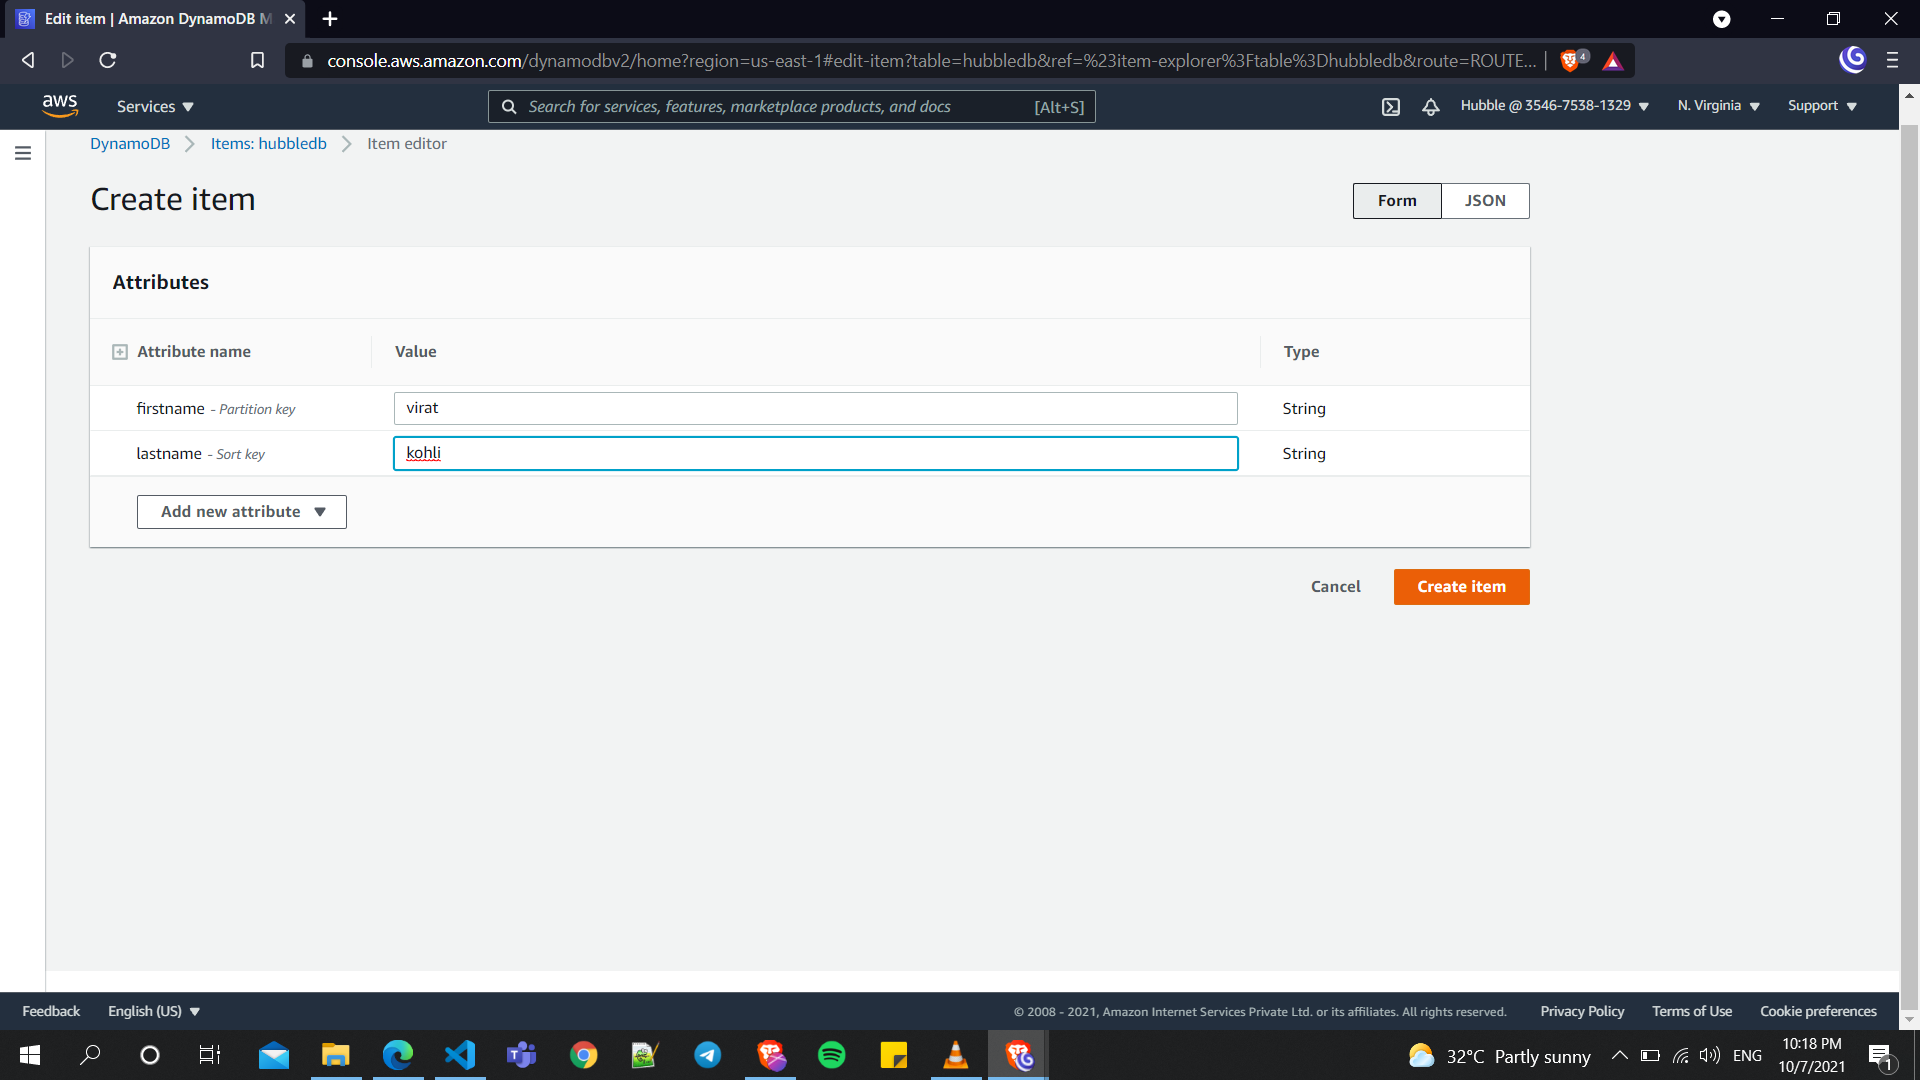 Edit item | Amazon DynamoDB M
console.aws.amazon.com/dynamodbv2/home?region=us-east-1#edit-item?table=hubbledb&ref=%23item-explorer%3Ftable%3Dhubbledb&route=ROUTE...
4
aws Services Search for services, features, marketplace products, and docs [Alt+S] Hubble @ 3546-7538-1329 N. Virginia Support
DynamoDB Items: hubbledb Item editor
Create item
Form JSON
Attributes
Attribute name Value Type
firstname - Partition key virat String
lastname - Sort key kohli String
Add new attribute
Cancel Create item
Feedback English (US) © 2008 - 2021, Amazon Internet Services Private Ltd. or its affiliates. All rights reserved. Privacy Policy Terms of Use Cookie preferences
32°C Partly sunny ENG 10:18 PM
10/7/2021
1